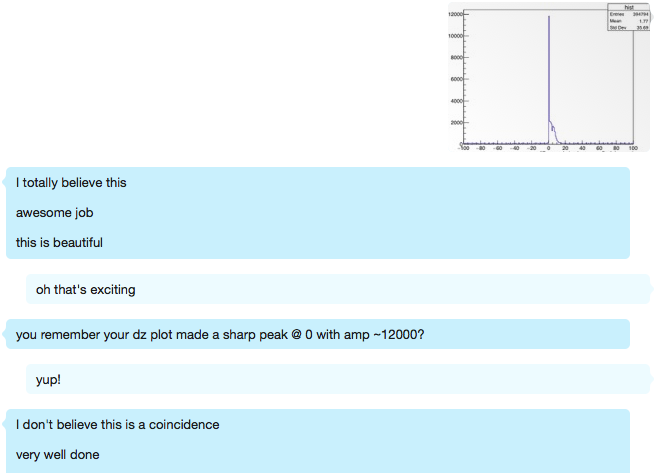 hist
Entries 394794
Mean 1.77
Std Dev 35.69
12000
10000
8000
6000
4000
2000
0
-100 -80 -60 -40 -20 0 20 40 60 80 100
I totally believe this
awesome job
this is beautiful
oh that's exciting
you remember your dz plot made a sharp peak @ 0 with amp ~12000?
yup!
I don't believe this is a coincidence
very well done